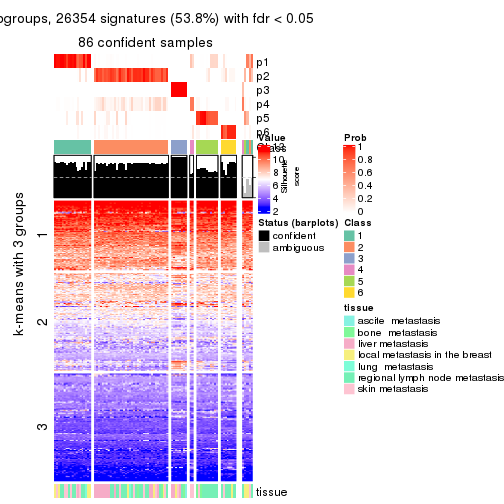 ogroups, 26354 signatures (53.8%) with fdr < 0.05
86 confident samples
p1
p2
p3
p4
p5
p6
Class
Silhouette
score
k-means with 3 groups
1
2
3
tissue
Value
12
10
8
6
4
2
Status (barplots)
confident
ambiguous
Prob
1
0.8
0.6
0.4
0.2
0
Class
1
2
3
4
5
6
tissue
ascite metastasis
bone metastasis
liver metastasis
local metastasis in the breast
lung metastasis
regional lymph node metastasis
skin metastasis